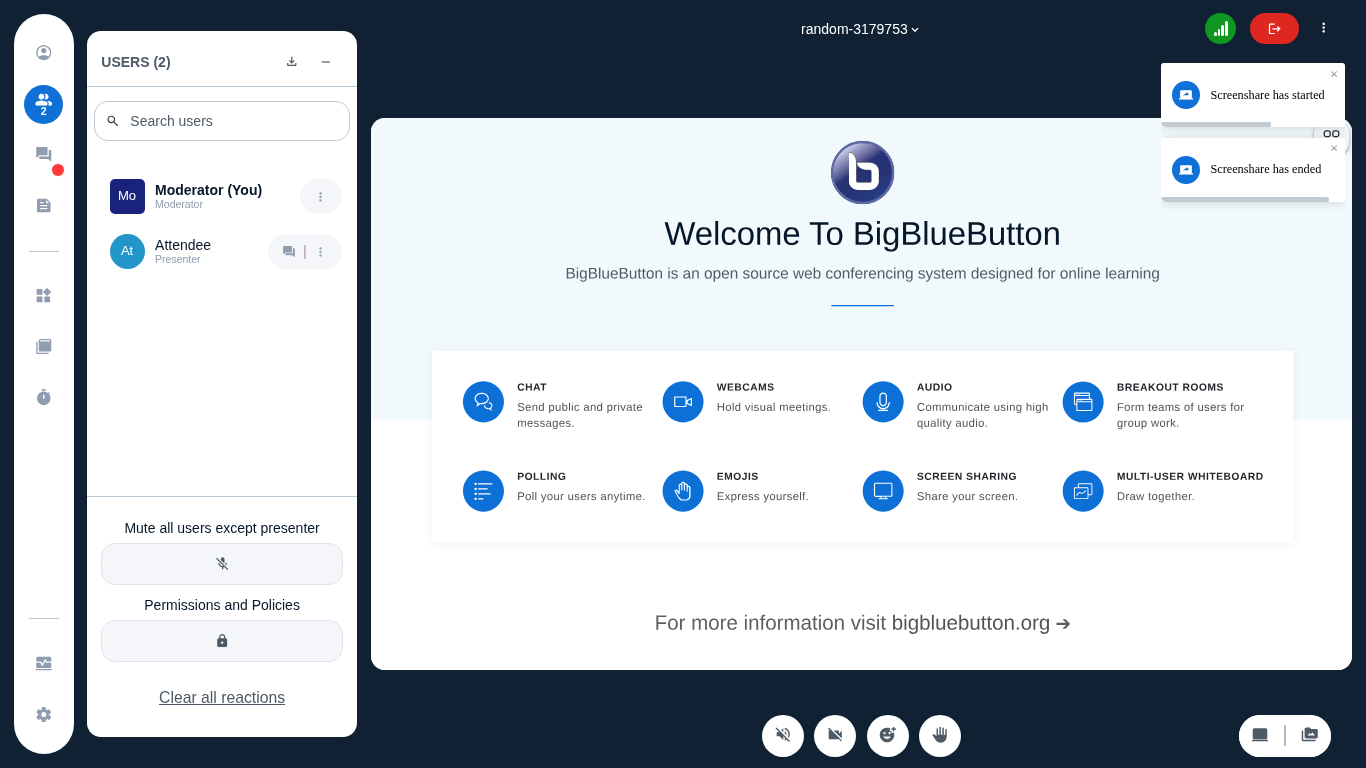 random-3179753
USERS (2)
2
Search users
Mo
Moderator (You)
Moderator
At
Attendee
Presenter
Mute all users except presenter
Permissions and Policies
Clear all reactions
Screenshare has started
Screenshare has ended
Welcome To BigBlueButton
BigBlueButton is an open source web conferencing system designed for online learning
CHAT
Send public and private
messages.
WEBCAMS
Hold visual meetings.
AUDIO
Communicate using high
quality audio.
BREAKOUT ROOMS
Form teams of users for
group work.
POLLING
Poll your users anytime.
EMOJIS
Express yourself.
SCREEN SHARING
Share your screen.
MULTI-USER WHITEBOARD
Draw together.
For more information visit bigbluebutton.org ➔